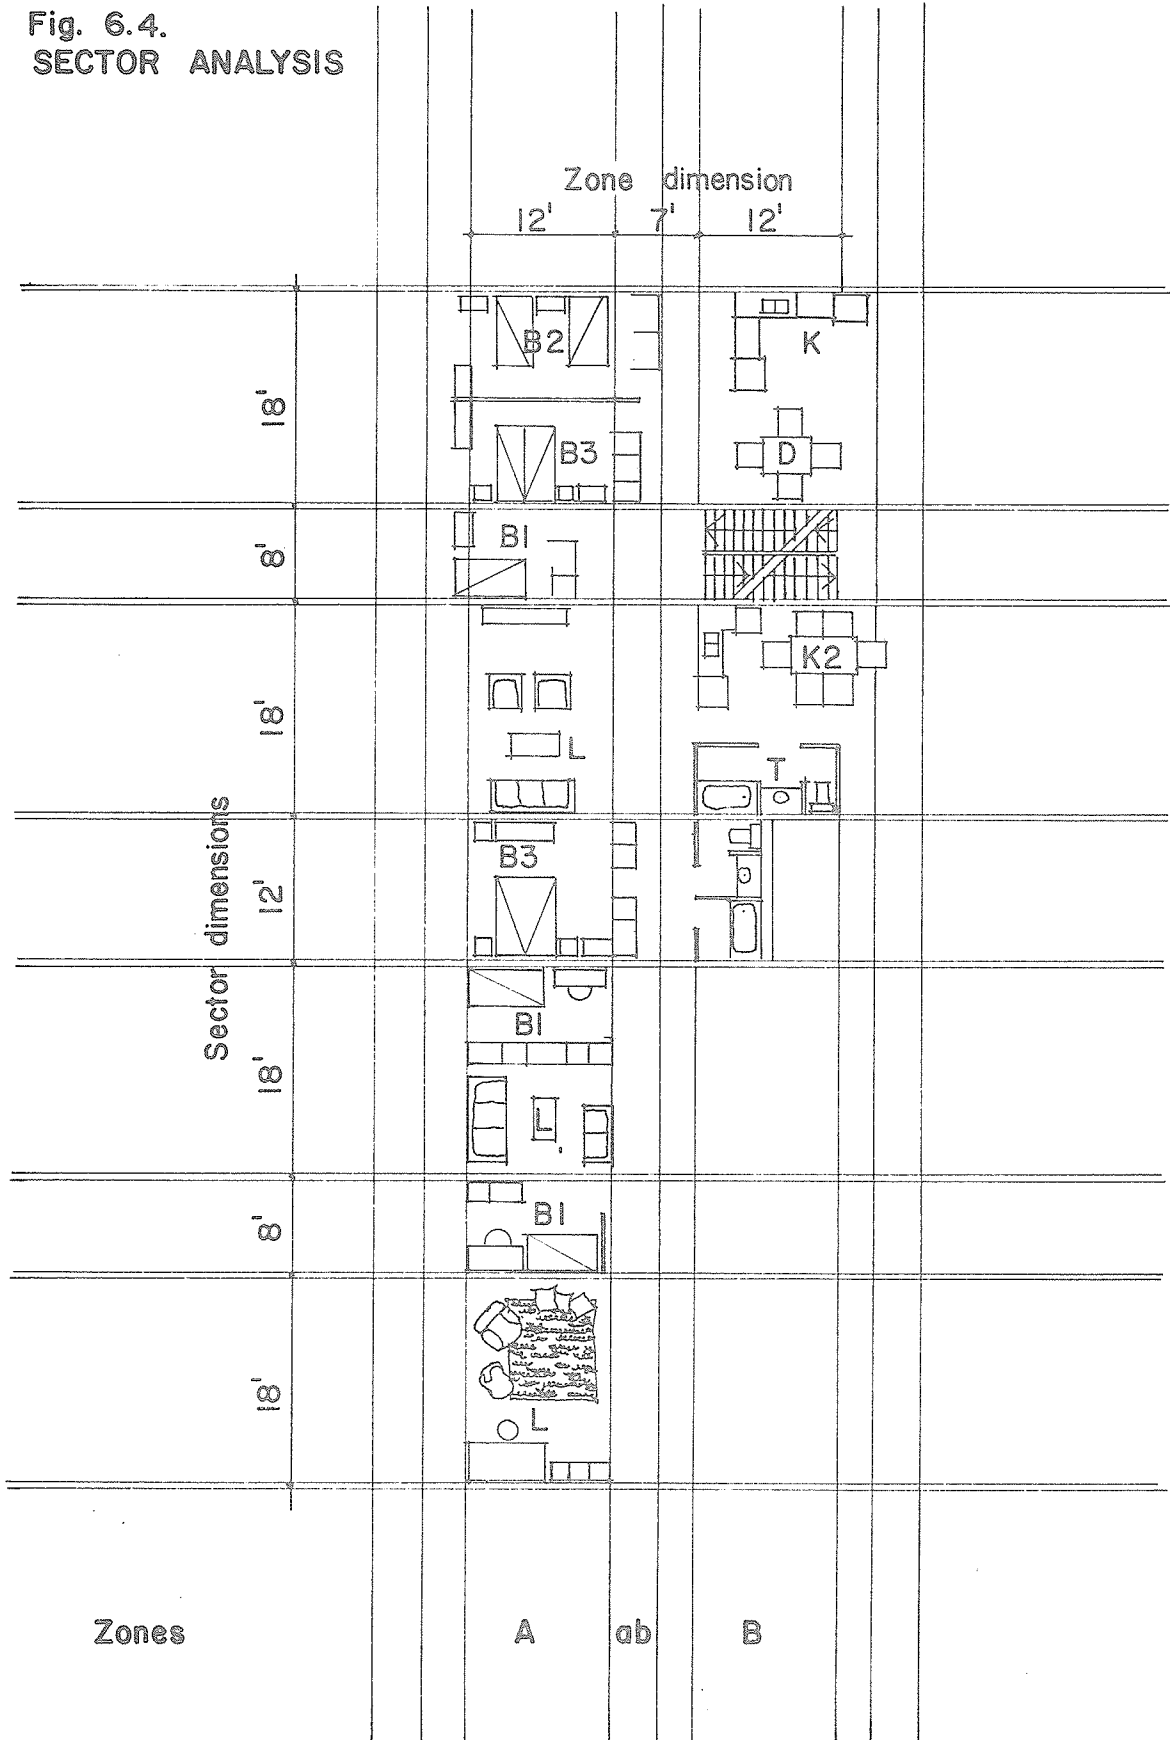 Fig. 6.4.
SECTOR ANALYSIS
Zone dimension
12' 7' 12'
18'
B2
K
B3
D
8'
B1
18'
K2
L
T
Sector dimensions
12'
B3
18'
B1
L
8'
B1
18'
L
Zones A ab B